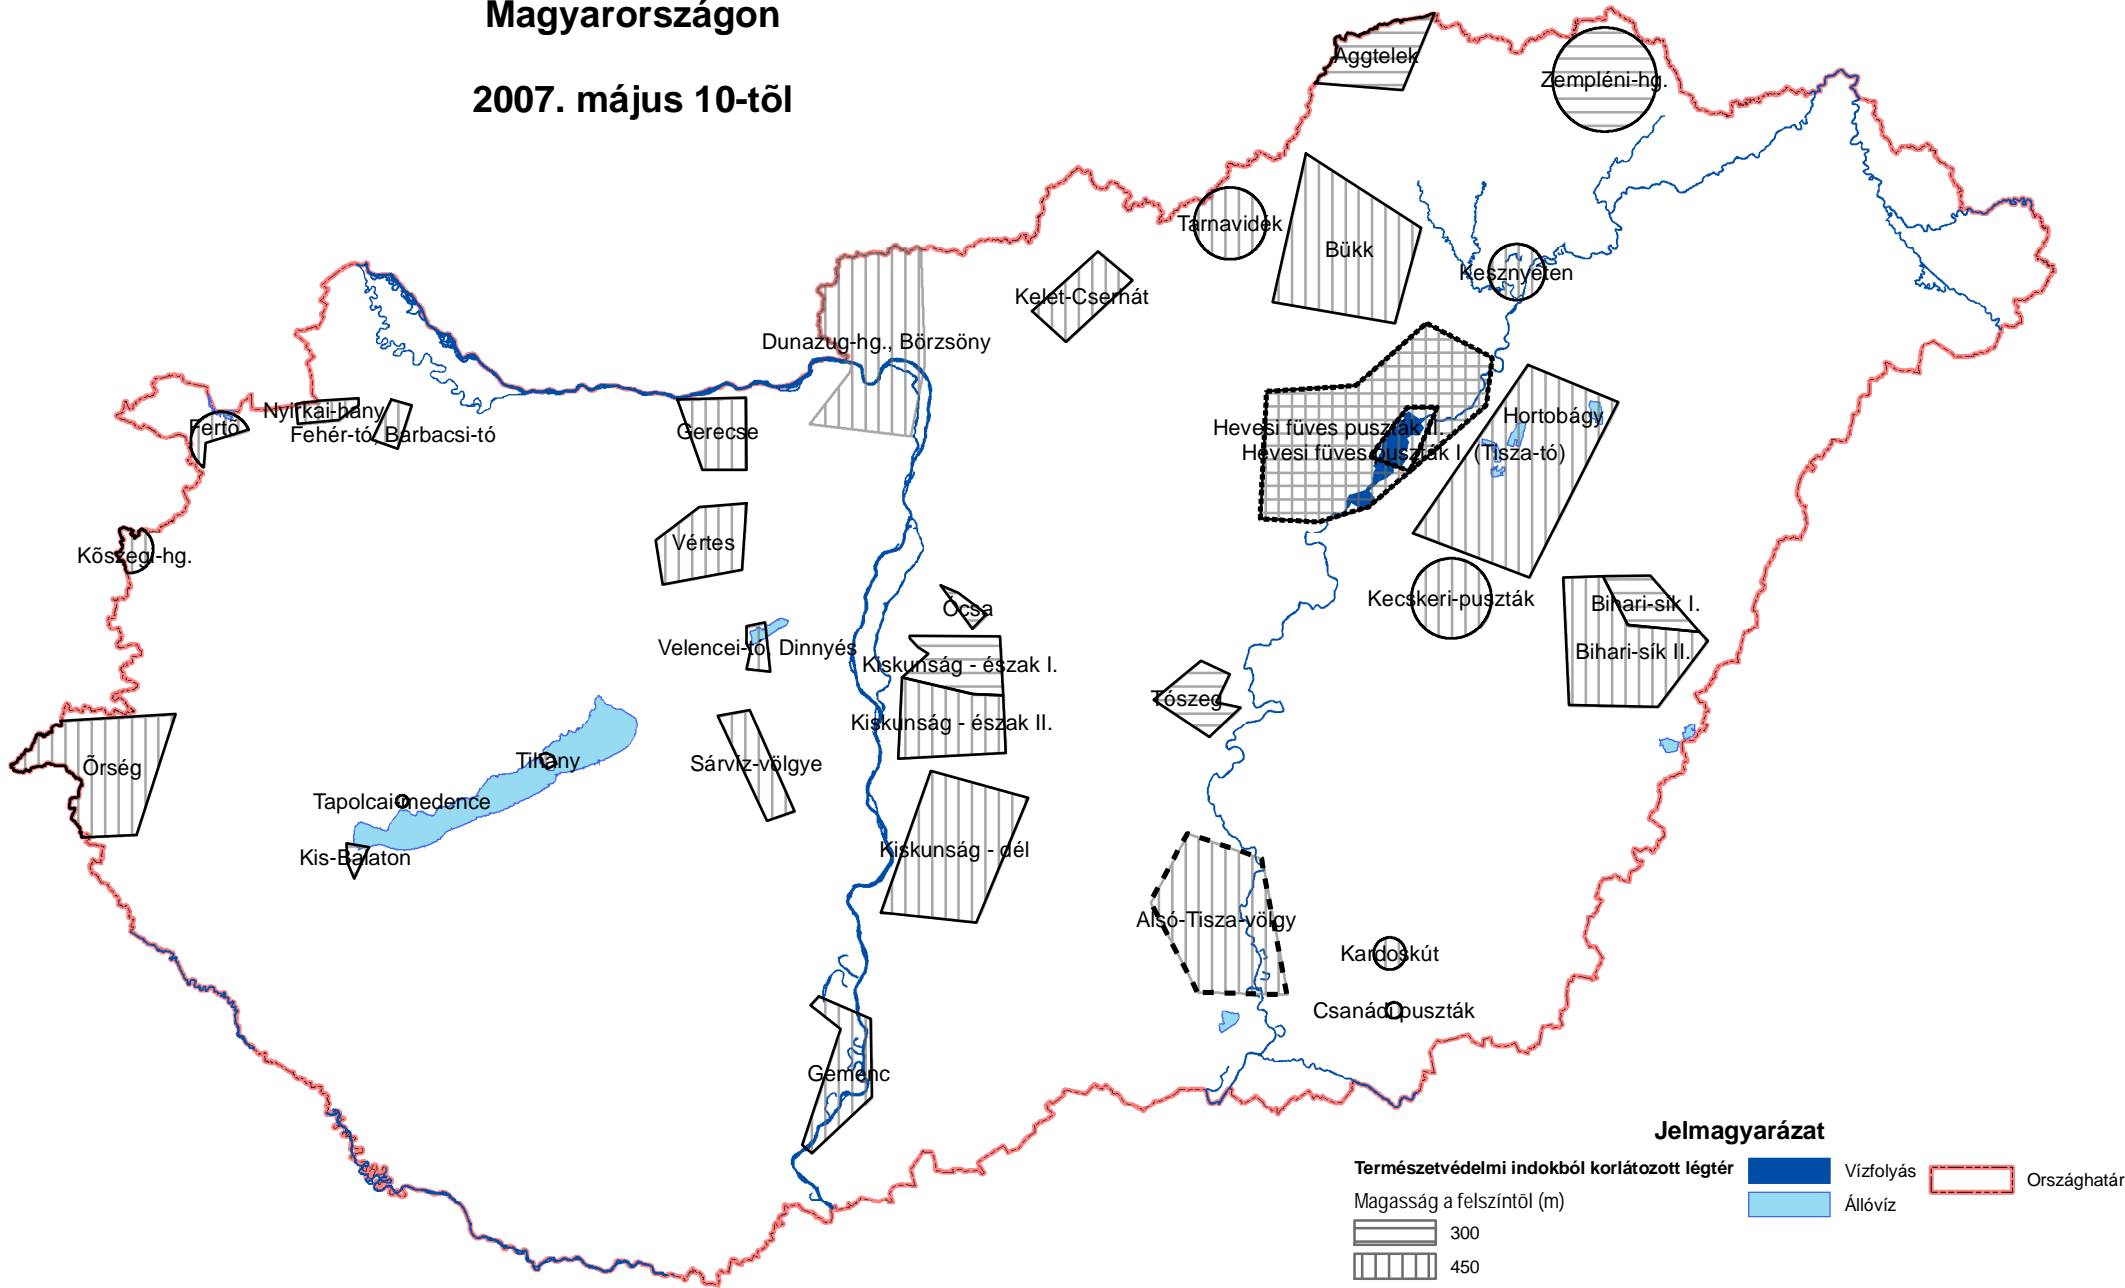 Magyarországon
2007. május 10-tõl
Aggtelek
Zempléni-hg.
Tarnavidék
Bükk
Kesznyéten
Kelet-Cserhát
Dunazug-hg., Börzsöny
Nyirkai-hany
Fertõ
Fehér-tó, Barbacsi-tó
Gerecse
Hortobágy
Hevesi füves puszták II.
Hevesi füves puszták I. (Tisza-tó)
Vértes
Kõszegi-hg.
Kecskeri-puszták
Ócsa
Bihari-sík I.
Velencei-tó, Dinnyés
Bihari-sík II.
Kiskunság - észak I.
Tószeg
Kiskunság - észak II.
Tihany
Sárvíz-völgye
Őrség
Tapolcai-medence
Kis-Balaton
Kiskunság - dél
Alsó-Tisza-völgy
Kardoskút
Csanádi puszták
Gemenc
Jelmagyarázat
Természetvédelmi indokból korlátozott légtér
Magasság a felszíntõl (m)
300
450
Vízfolyás
Állóvíz
Országhatár